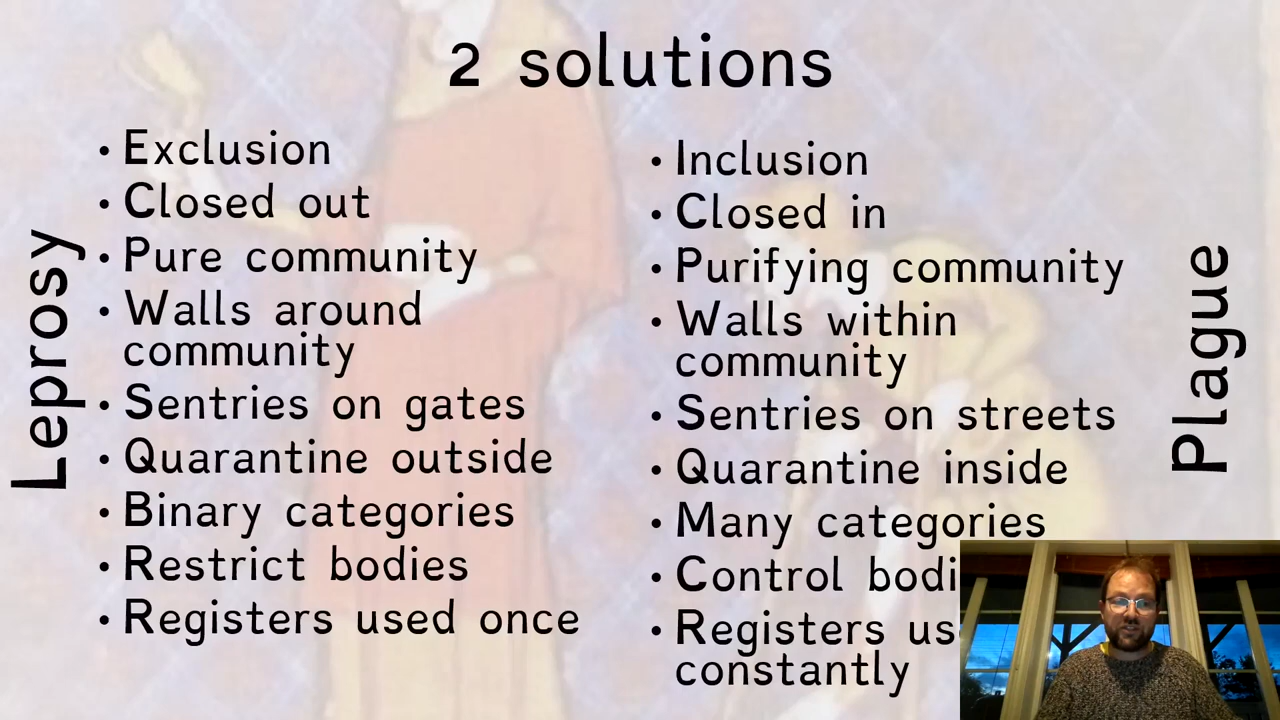 2 solutions
Leprosy
• Exclusion
• Closed out
• Pure community
• Walls around
community
• Sentries on gates
• Quarantine outside
• Binary categories
• Restrict bodies
• Registers used once
• Inclusion
• Closed in
• Purifying community
• Walls within
community
• Sentries on streets
• Quarantine inside
• Many categories
• Control
• Registers
constantly
Plague